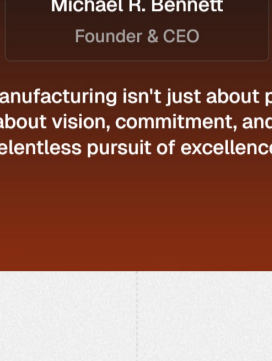 Michael R. Bennett
Founder & CEO
anufacturing isn't just about p
about vision, commitment, and
elentless pursuit of excellence